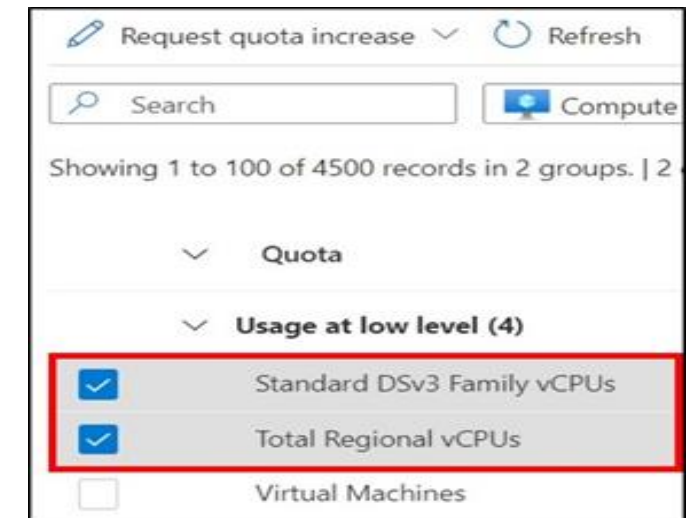 Request quota increase Refresh
Search Compute
Showing 1 to 100 of 4500 records in 2 groups. | 2
Quota
Usage at low level (4)
Standard DSv3 Family vCPUs
Total Regional vCPUs
Virtual Machines